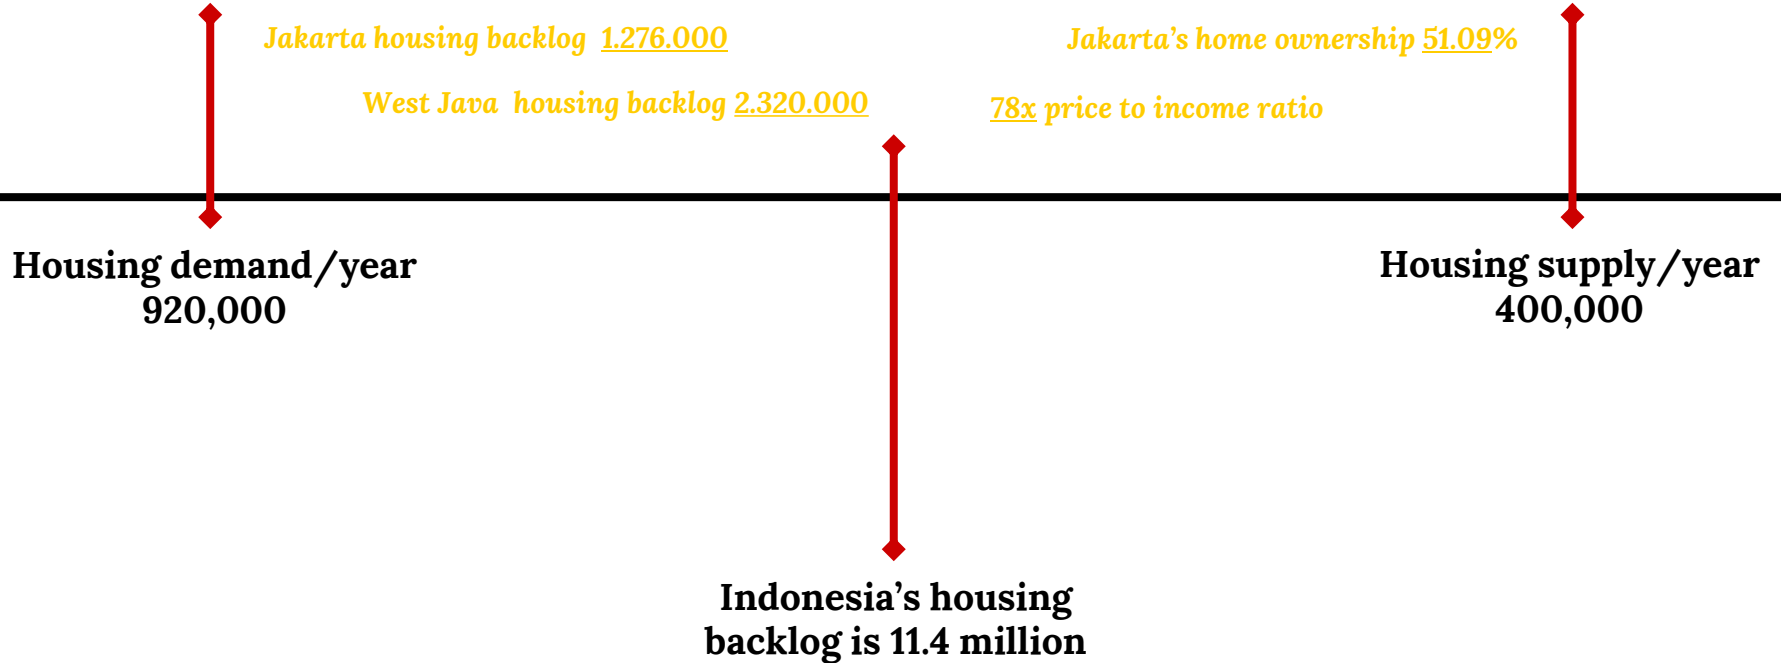 Jakarta housing backlog 1.276.000
Jakarta’s home ownership 51.09%
West Java housing backlog 2.320.000
78x price to income ratio
Housing demand/year
920,000
Housing supply/year
400,000
Indonesia’s housing
backlog is 11.4 million